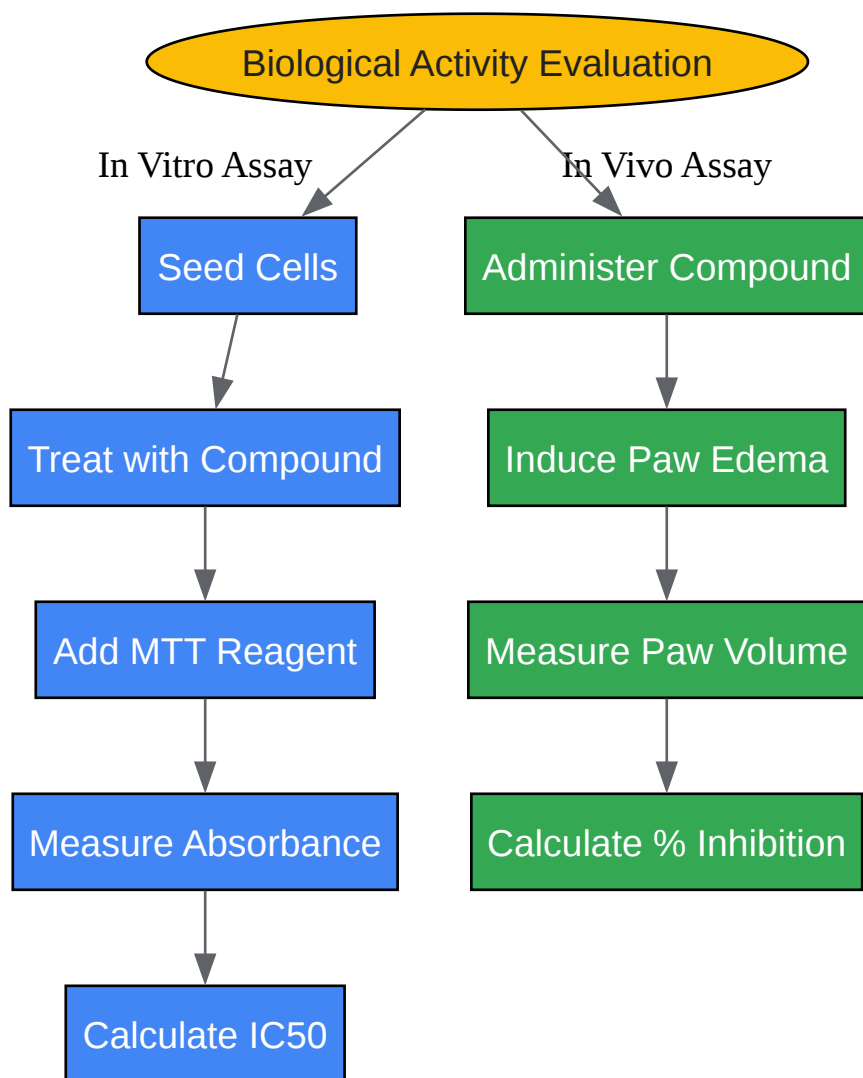 Biological Activity Evaluation
In Vitro Assay
In Vivo Assay
Seed Cells
Administer Compound
Treat with Compound
Induce Paw Edema
Add MTT Reagent
Measure Paw Volume
Measure Absorbance
Calculate % Inhibition
Calculate IC50